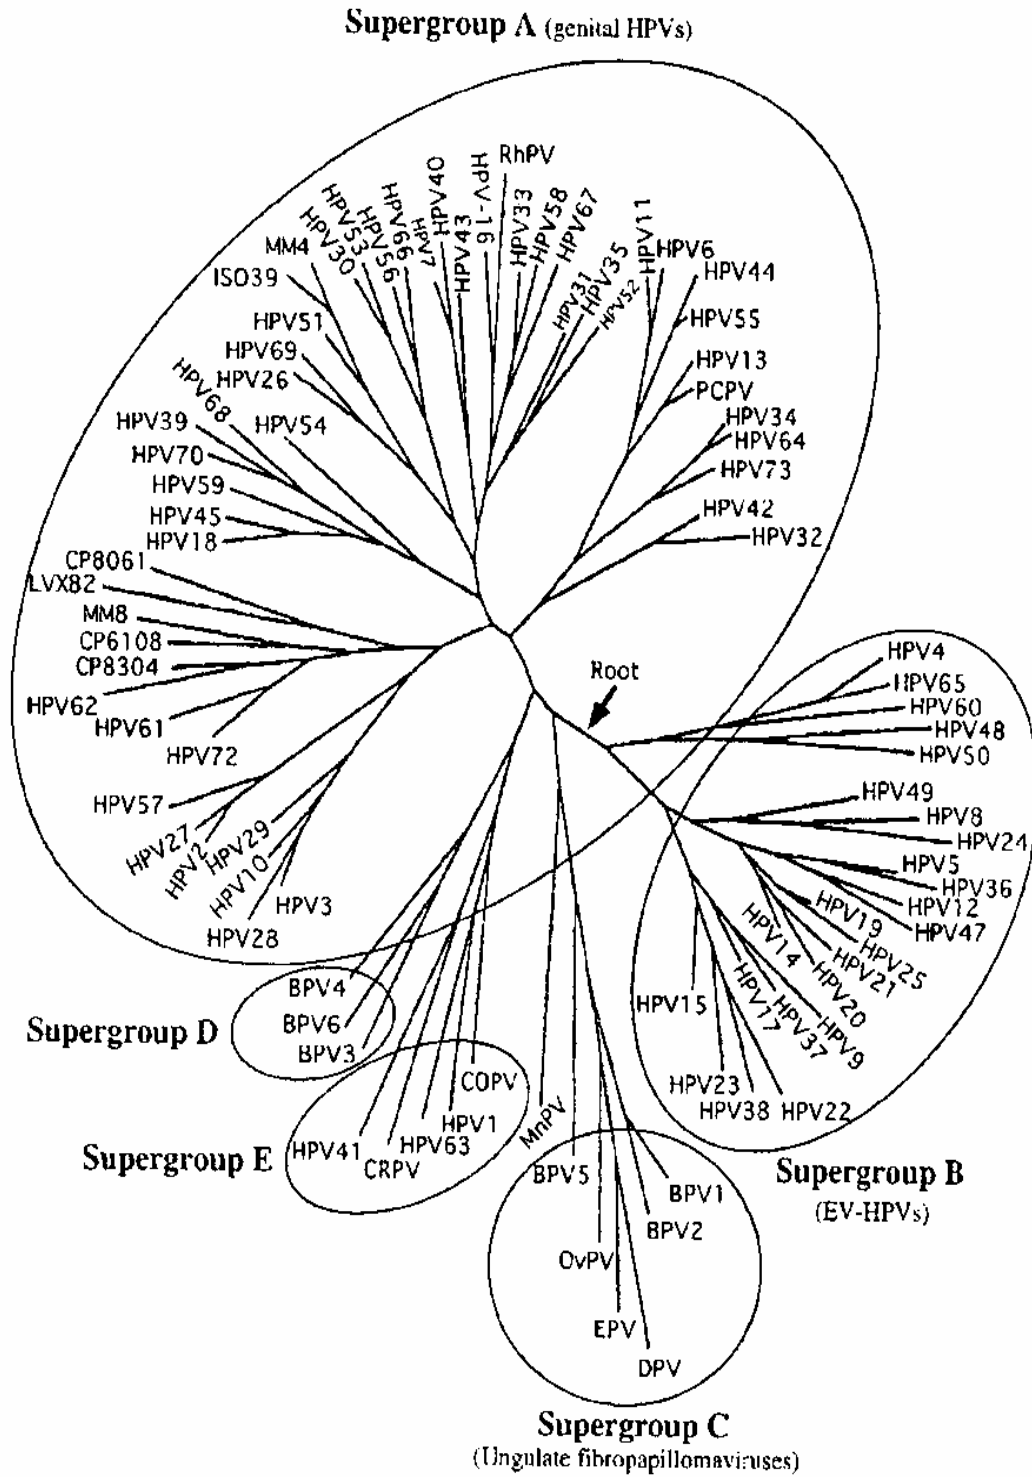 Supergroup A (genital HPVs)
RhPV
HPV-16
HPV40
HPV43
HPV7
HPV66
HPV56
HPV53
HPV30
MM4
ISO39
HPV51
HPV69
HPV26
HPV68
HPV54
HPV39
HPV70
HPV59
HPV45
HPV18
HPV33
HPV58
HPV67
HPV31
HPV35
HPV52
HPV11
HPV6
HPV44
HPV55
HPV13
PCPV
HPV34
HPV64
HPV73
HPV42
HPV32
CP8061
LVX82
MM8
CP6108
CP8304
HPV62
HPV61
HPV72
HPV57
HPV27
HPV2
HPV29
HPV10
HPV28
HPV3
Root
HPV4
HPV65
HPV60
HPV48
HPV50
HPV49
HPV8
HPV24
HPV5
HPV36
HPV12
HPV47
HPV19
HPV25
HPV21
HPV20
HPV14
HPV9
HPV37
HPV17
HPV15
HPV23
HPV38
HPV22
Supergroup B
(EV-HPVs)
Supergroup D
BPV4
BPV6
BPV3
Supergroup E
COPV
HPV1
HPV63
CRPV
HPV41
MnPV
BPV5
BPV1
BPV2
OvPV
EPV
DPV
Supergroup C
(Ungulate fibropapillomaviruses)